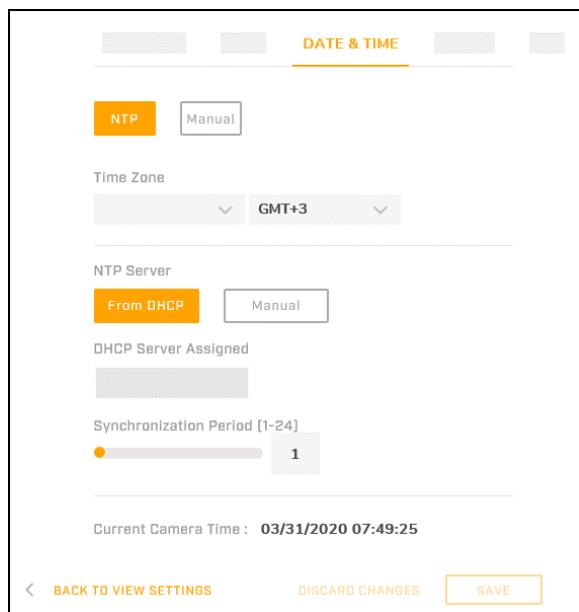 DATE & TIME
NTP Manual
Time Zone
GMT+3
NTP Server
From DHCP Manual
DHCP Server Assigned
Synchronization Period (1-24)
1
Current Camera Time : 03/31/2020 07:49:25
BACK TO VIEW SETTINGS DISCARD CHANGES SAVE